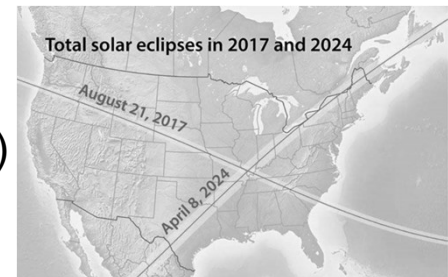 Total solar eclipses in 2017 and 2024
August 21, 2017
April 8, 2024
)